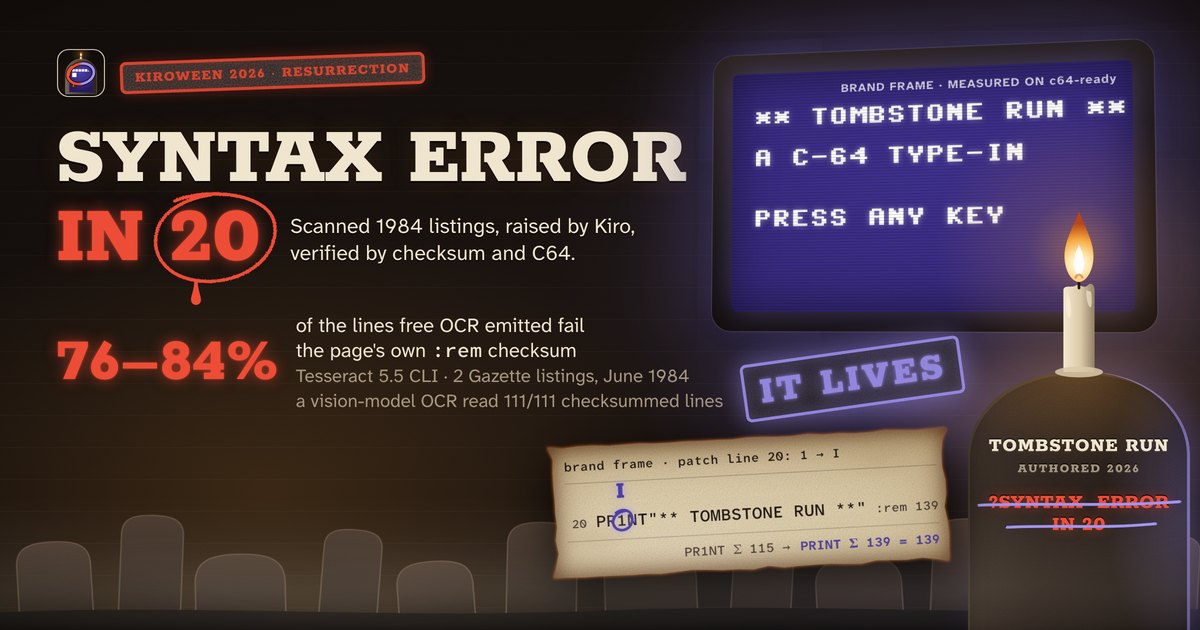 KIROWEEN 2026 · RESURRECTION
SYNTAX ERROR
IN 20
Scanned 1984 listings, raised by Kiro,
verified by checksum and C64.
76–84%
of the lines free OCR emitted fail
the page's own :rem checksum
Tesseract 5.5 CLI · 2 Gazette listings, June 1984
a vision-model OCR read 111/111 checksummed lines
BRAND FRAME · MEASURED ON c64-ready
** TOMBSTONE RUN **
A C-64 TYPE-IN
PRESS ANY KEY
IT LIVES
brand frame · patch line 20: 1 → I
I
20 PR1NT"** TOMBSTONE RUN **" :rem 139
PR1NT Σ 115 → PRINT Σ 139 = 139
TOMBSTONE RUN
AUTHORED 2026
?SYNTAX ERROR
IN 20